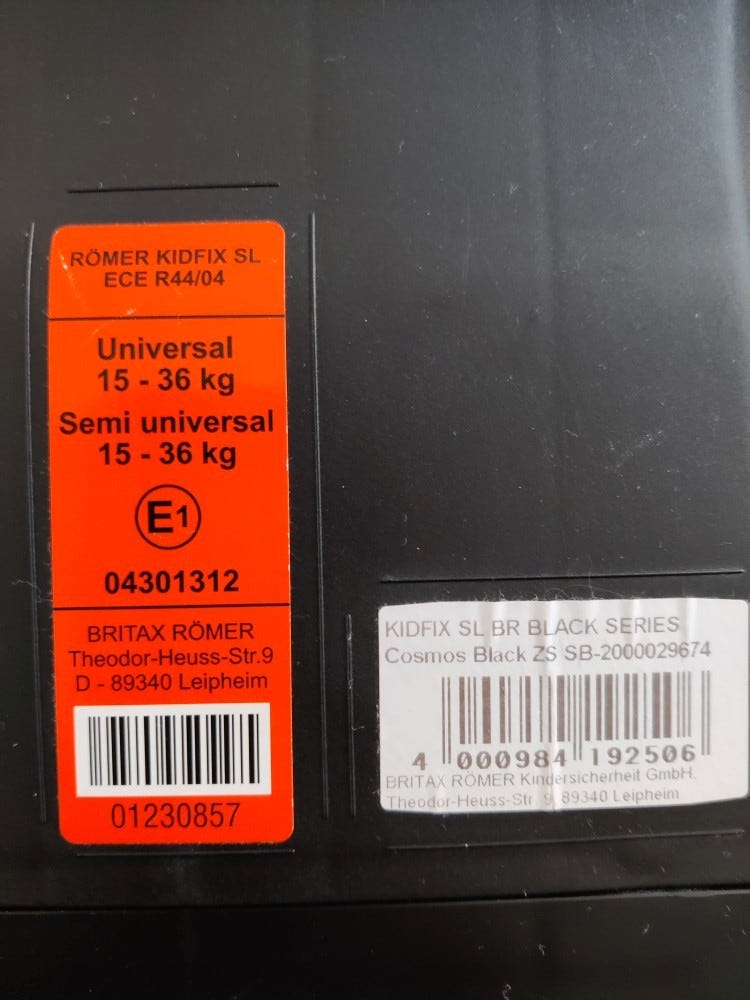 RÖMER KIDFIX SL
ECE R44/04
Universal
15 - 36 kg
Semi universal
15 - 36 kg
E1
04301312
BRITAX RÖMER
Theodor-Heuss-Str.9
D - 89340 Leipheim
01230857
KIDFIX SL BR BLACK SERIES
Cosmos Black ZS SB-2000029674
4 000984 192506
BRITAX RÖMER Kindersicherheit GmbH.
Theodor-Heuss-Str. 9 89340 Leipheim